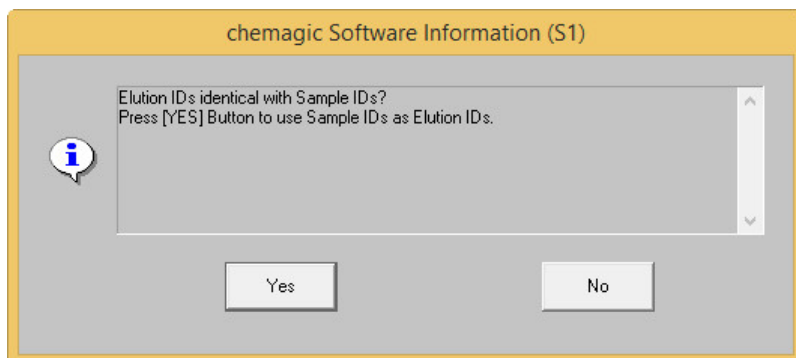 chemagic Software Information (S1)
Elution IDs identical with Sample IDs?
Press [YES] Button to use Sample IDs as Elution IDs.
Yes
No